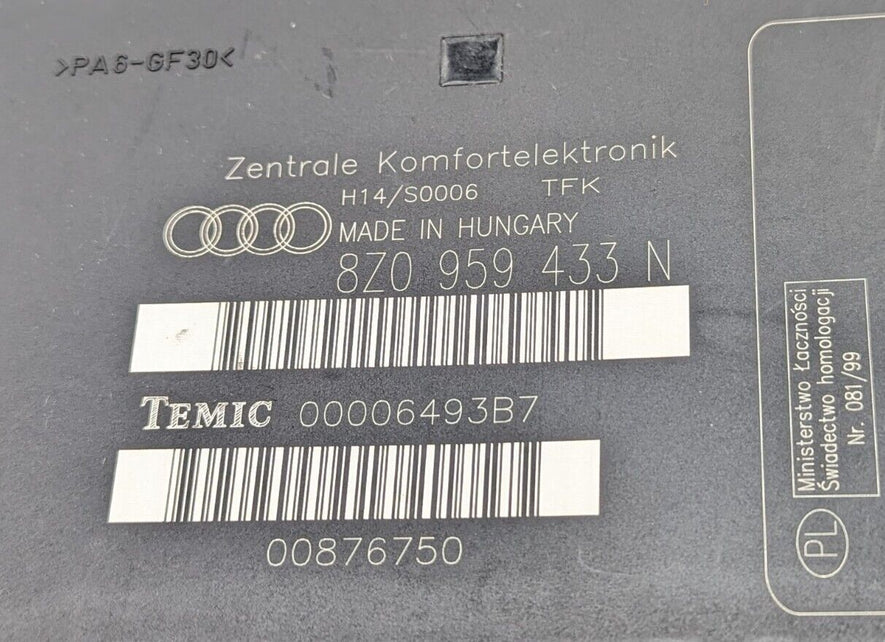 >PA6-GF30<
Zentrale Komfortelektronik
H14/S0006 TFK
MADE IN HUNGARY
8Z0 959 433 N
TEMIC 00006493B7
00876750
Ministerstwo Łaczności
Świadectwo homologacji
Nr. 081/99
PL